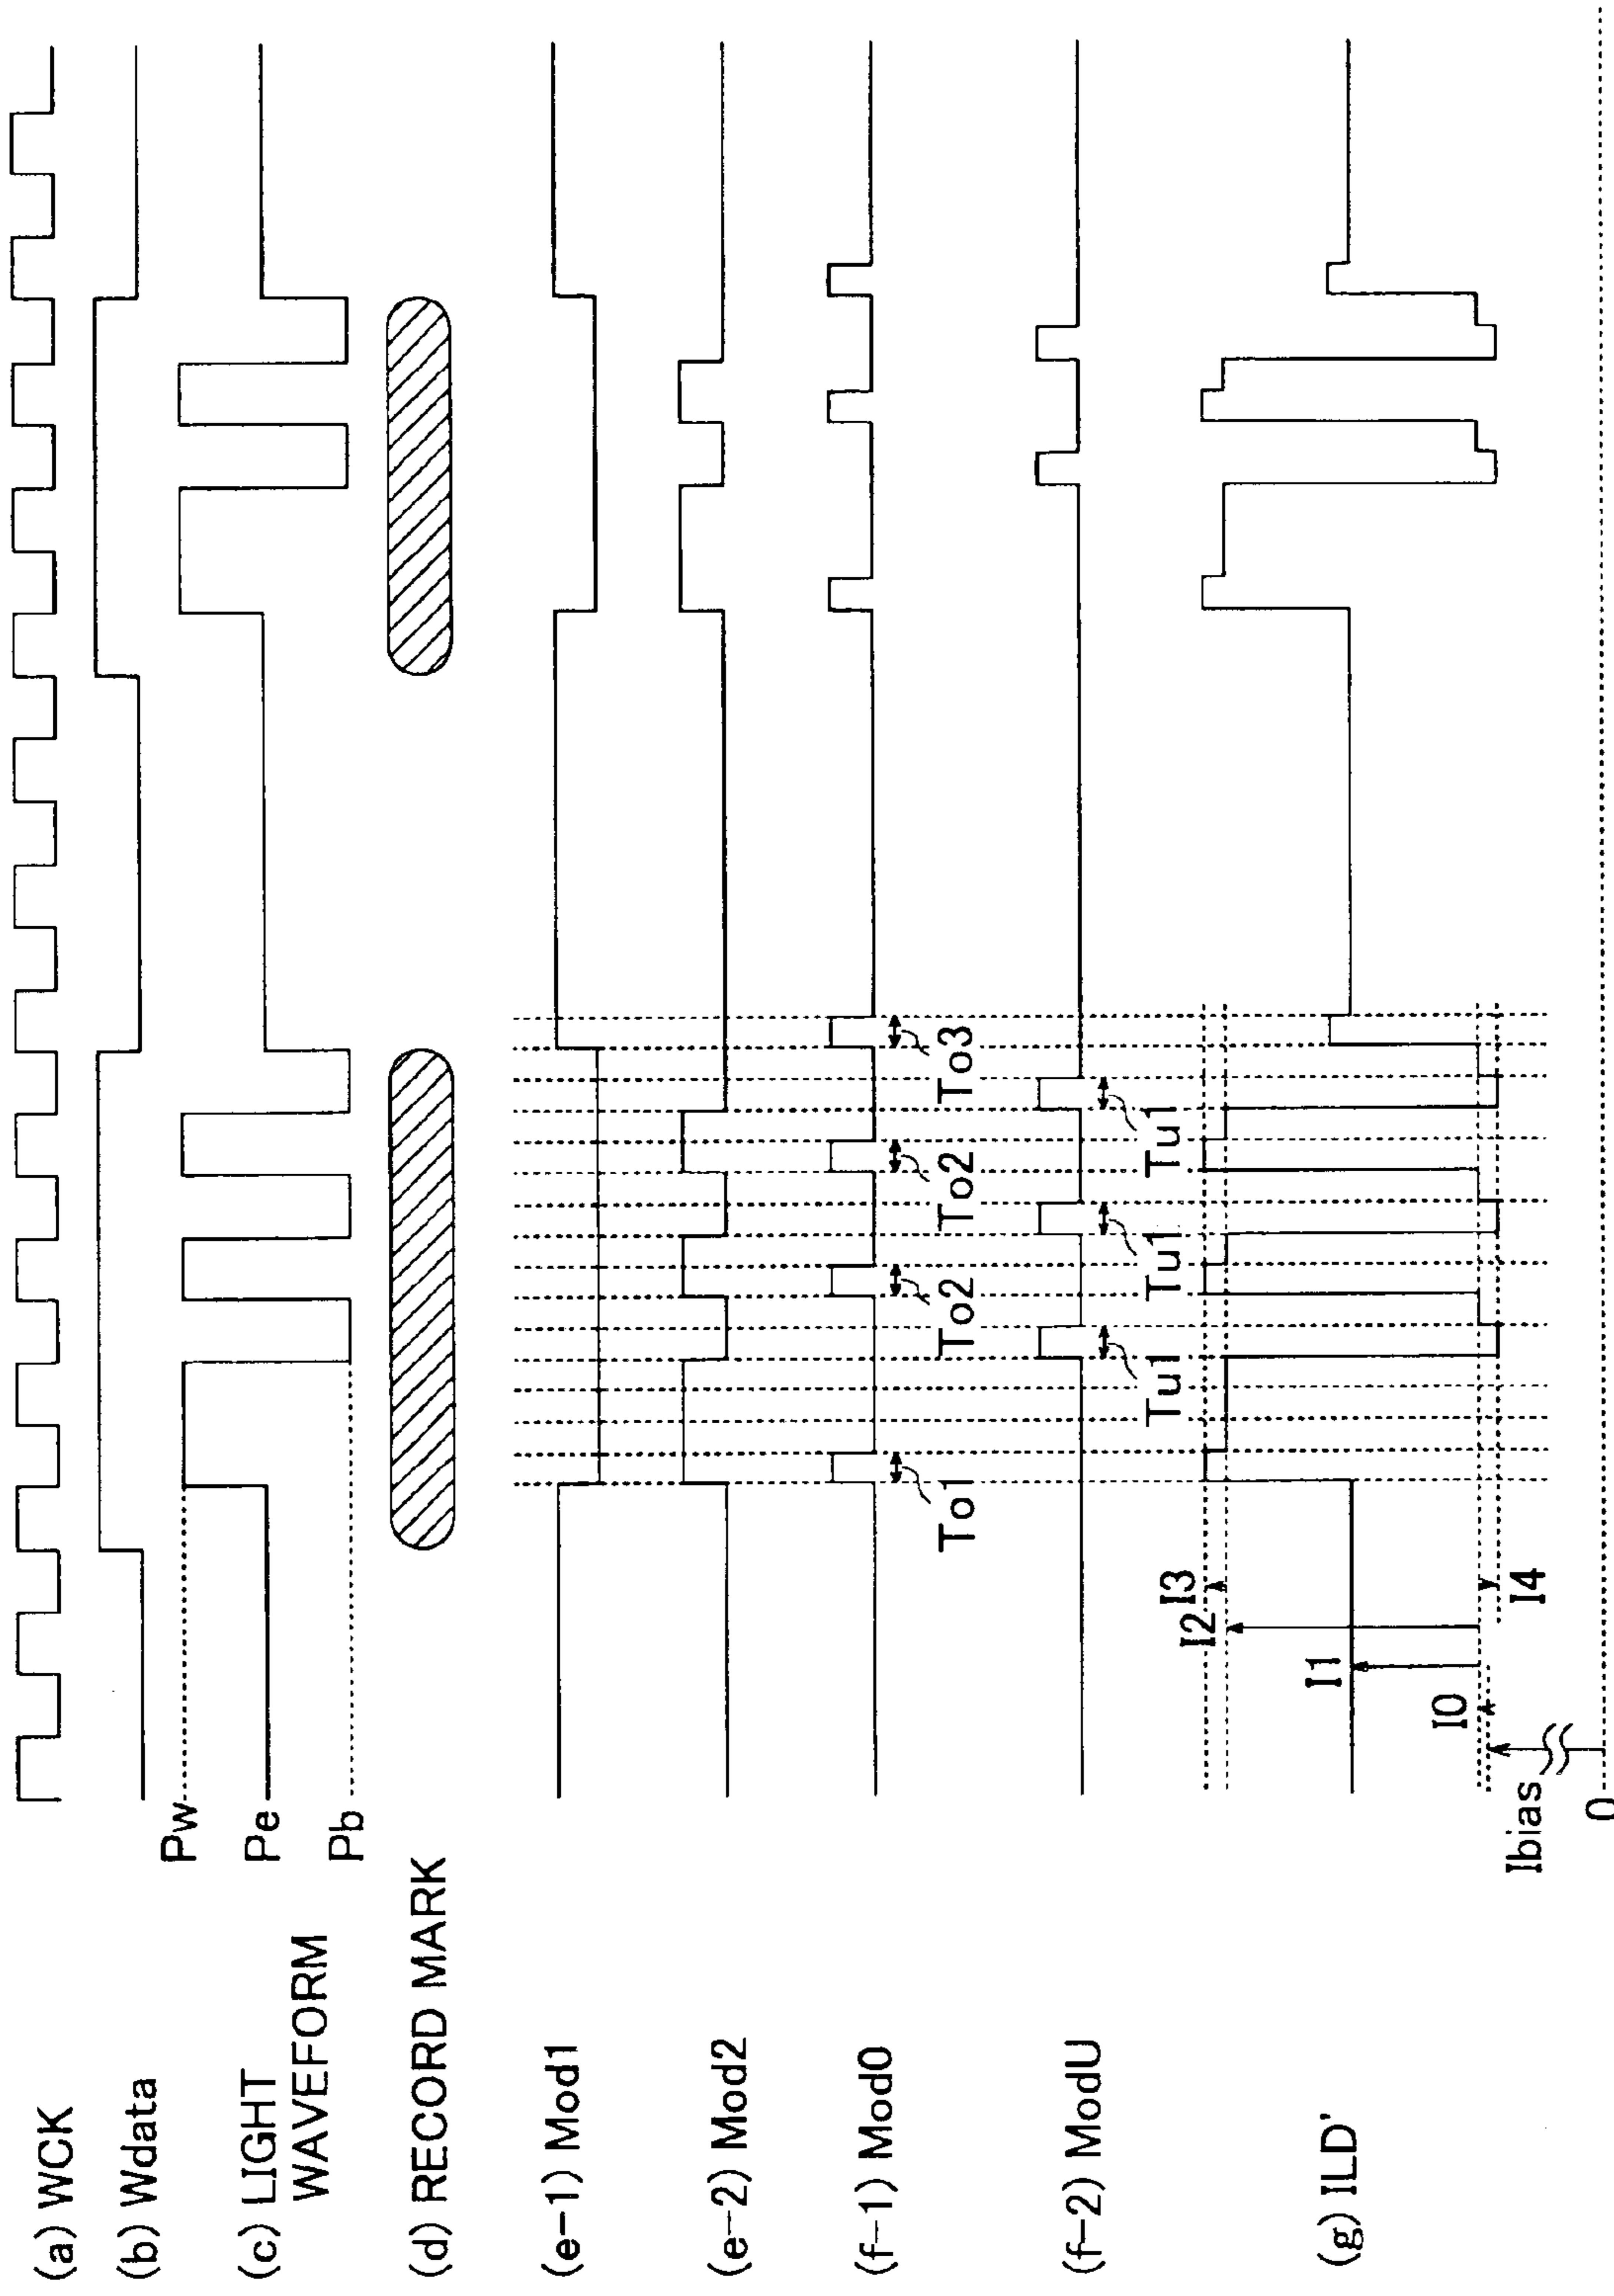 (a) WCK
(b) Wdata
Pw
(c) LIGHT
WAVEFORM
Pe
Pb
(d) RECORD MARK
(e-1) Mod1
(e-2) Mod2
(f-1) ModO
To1
To2
To2
To3
(f-2) ModU
Tu1
Tu1
Tu1
(g) ILD'
I3
I2
I1
I0
I4
Ibias
0